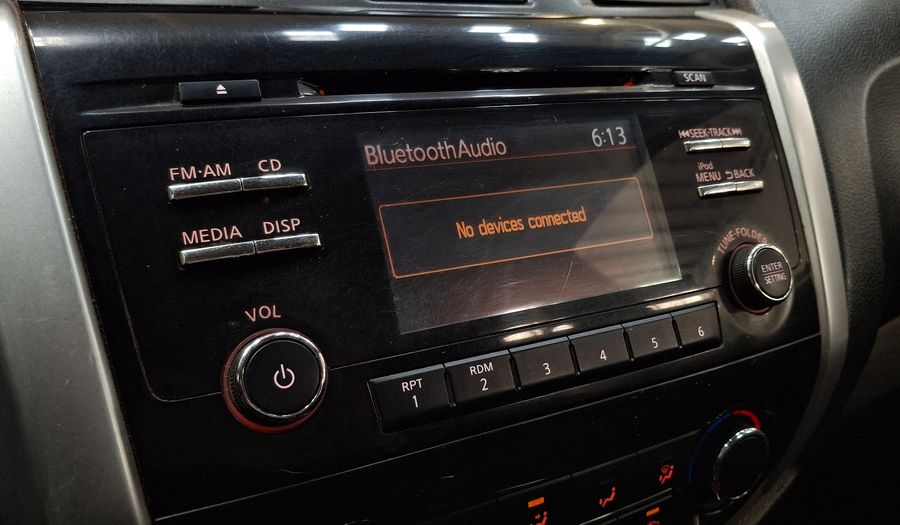 SCAN
BluetoothAudio 6:13
No devices connected
FM·AM CD
MEDIA DISP
VOL
SEEK·TRACK
iPod
MENU BACK
TUNE·FOLDER
ENTER
SETTING
RPT
1
RDM
2
3
4
5
6